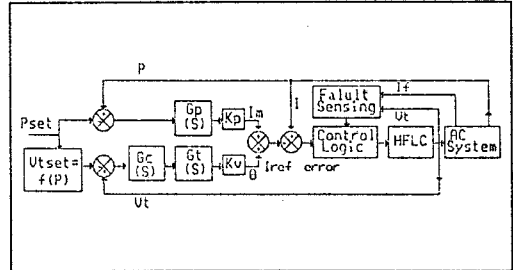 P
Pset
Vtset=
f(P)
Gp
(S)
Kp
Im
Gc
(S)
Gt
(S)
Kv
θ
Iref
error
I
Falult
Sensing
If
Vt
Control
Logic
HFLC
AC
System
Vt